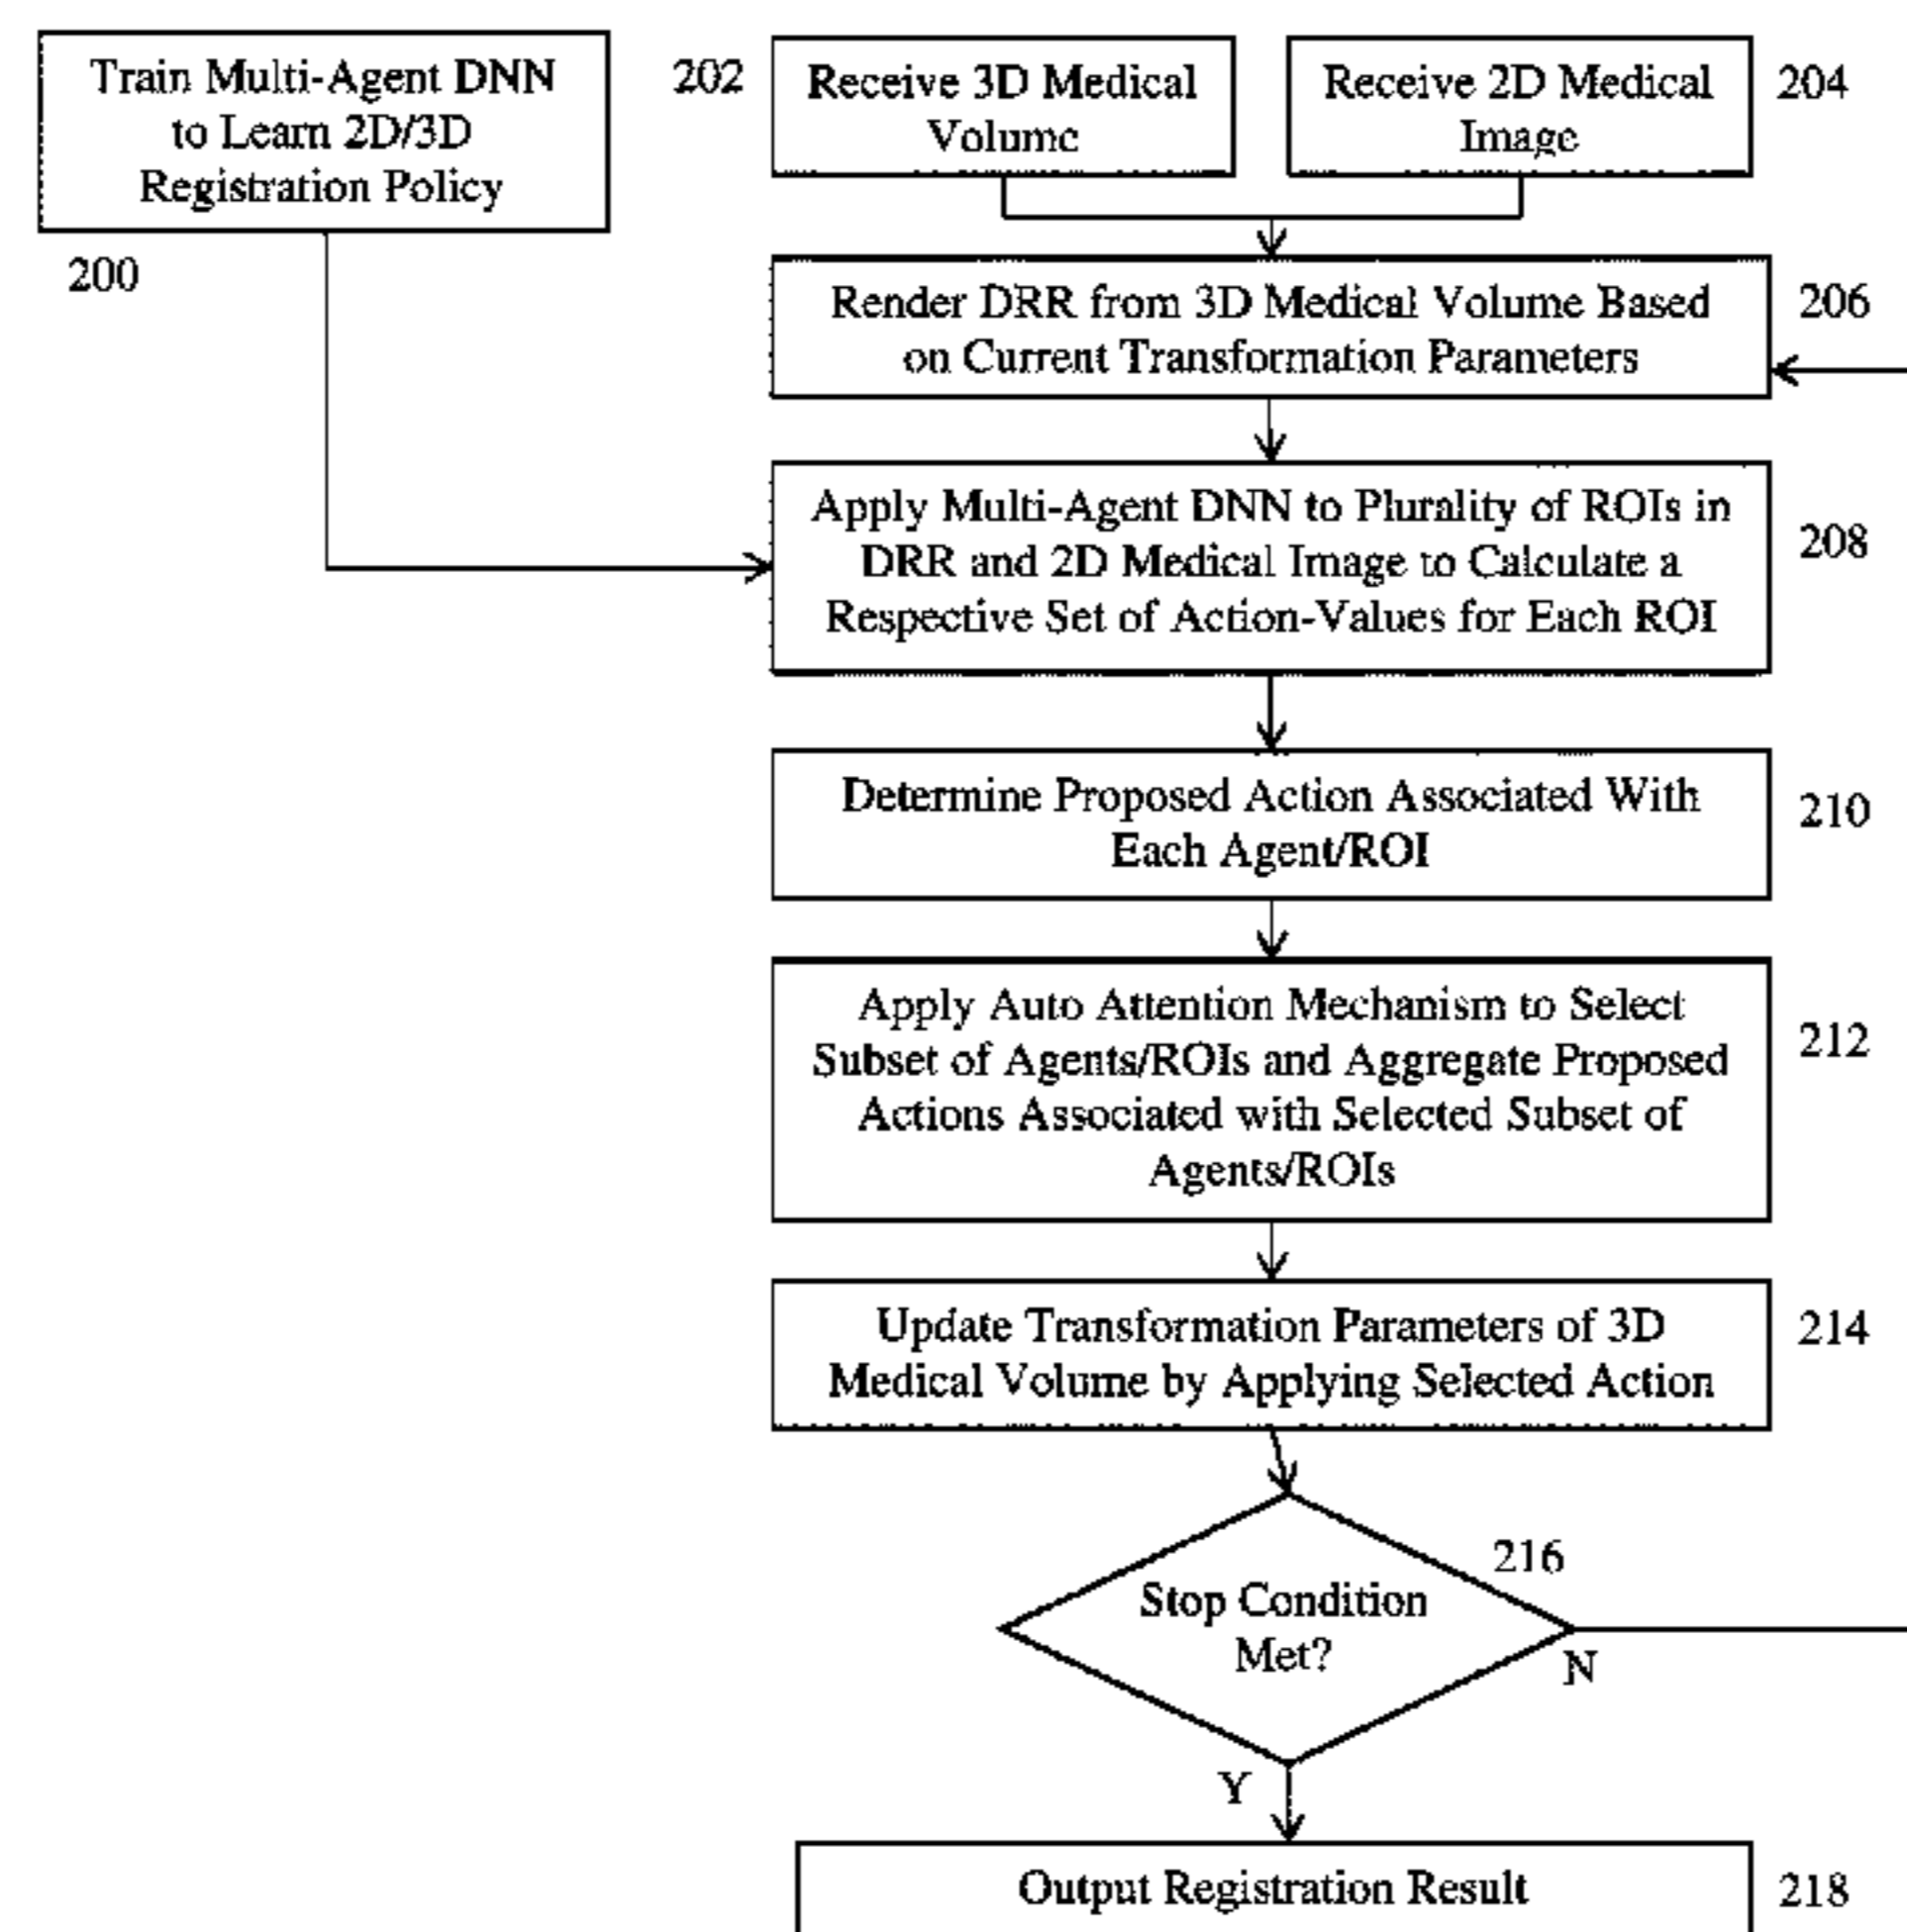 Train Multi-Agent DNN
to Learn 2D/3D
Registration Policy
200
202
Receive 3D Medical
Volume
Receive 2D Medical
Image
204
Render DRR from 3D Medical Volume Based
on Current Transformation Parameters
206
Apply Multi-Agent DNN to Plurality of ROIs in
DRR and 2D Medical Image to Calculate a
Respective Set of Action-Values for Each ROI
208
Determine Proposed Action Associated With
Each Agent/ROI
210
Apply Auto Attention Mechanism to Select
Subset of Agents/ROIs and Aggregate Proposed
Actions Associated with Selected Subset of
Agents/ROIs
212
Update Transformation Parameters of 3D
Medical Volume by Applying Selected Action
214
Stop Condition
Met?
216
N
Y
Output Registration Result
218